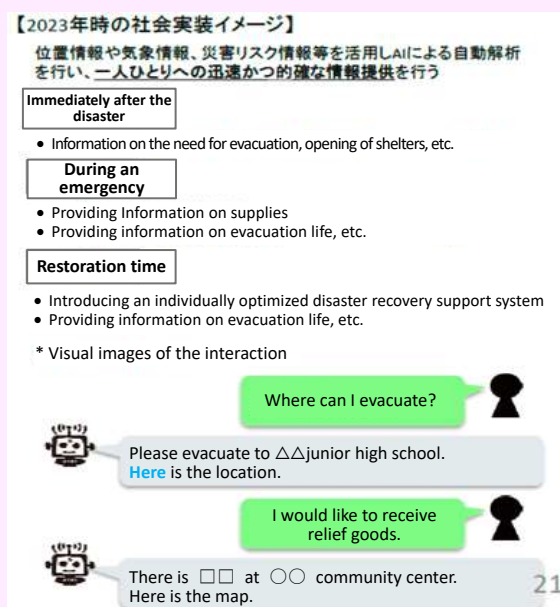 【2023年時の社会実装イメージ】
位置情報や気象情報、災害リスク情報等を活用しAIによる自動解析
を行い、一人ひとりへの迅速かつ的確な情報提供を行う
Immediately after the
disaster
• Information on the need for evacuation, opening of shelters, etc.
During an
emergency
• Providing Information on supplies
• Providing information on evacuation life, etc.
Restoration time
• Introducing an individually optimized disaster recovery support system
• Providing information on evacuation life, etc.
* Visual images of the interaction
Where can I evacuate?
Please evacuate to △△junior high school.
Here is the location.
I would like to receive
relief goods.
There is □□ at ○○ community center.
Here is the map.
21